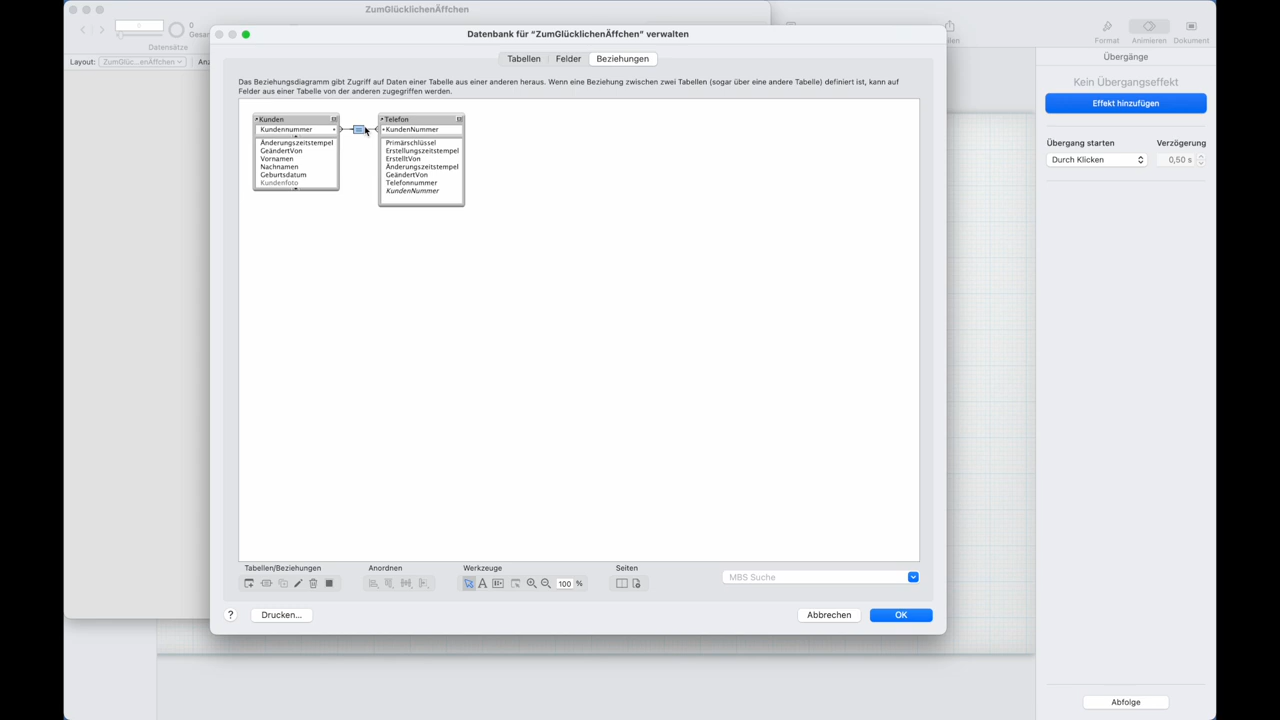 ZumGlücklichenÄffchen
0
0
Datensätze
Layout:
ZumGlüc...enÄffchen
Format
Animieren
Dokument
Datenbank für "ZumGlücklichenÄffchen" verwalten
Tabellen
Felder
Beziehungen
Das Beziehungsdiagramm gibt Zugriff auf Daten einer Tabelle aus einer anderen heraus. Wenn eine Beziehung zwischen zwei Tabellen (sogar über eine andere Tabelle) definiert ist, kann auf
Felder aus einer Tabelle von der anderen zugegriffen werden.
Kunden
Kundennummer
Änderungszeitstempel
GeändertVon
Vornamen
Nachnamen
Geburtsdatum
Kundenfoto
Telefon
KundenNummer
Primärschlüssel
Erstellungszeitstempel
ErstelltVon
Änderungszeitstempel
GeändertVon
Telefonnummer
KundenNummer
Tabellen/Beziehungen
Anordnen
Werkzeuge
100 %
Seiten
MBS Suche
?
Drucken...
Abbrechen
OK
Übergänge
Kein Übergangseffekt
Effekt hinzufügen
Übergang starten
Verzögerung
Durch Klicken
0,50 s
Abfolge